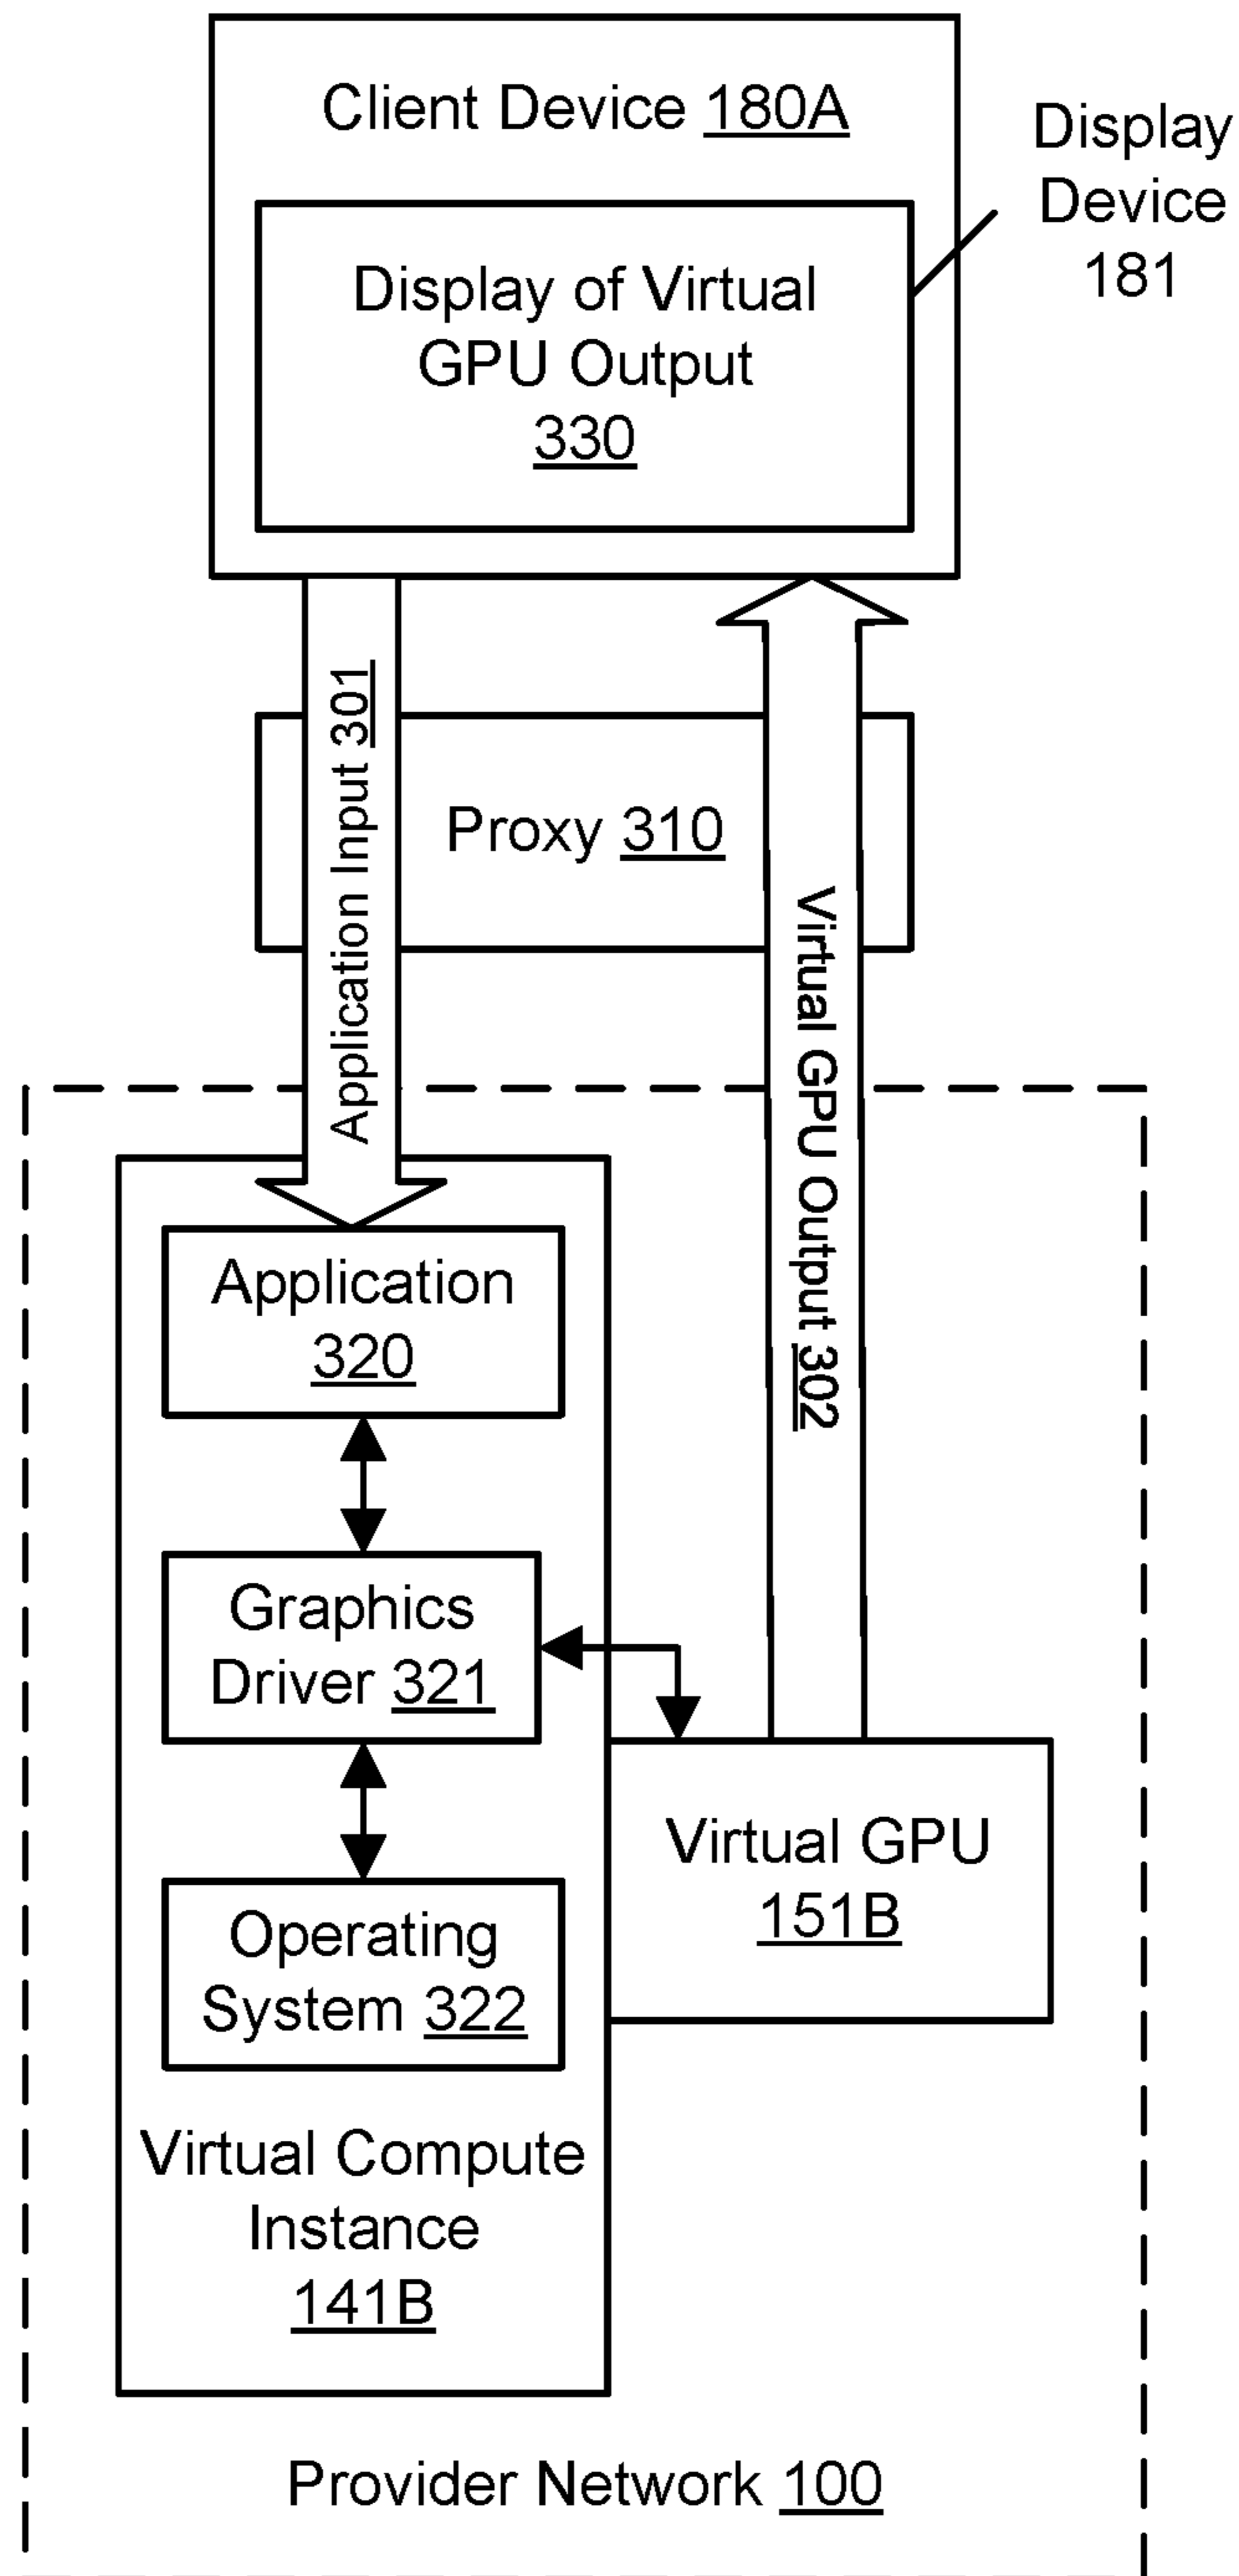 Client Device 180A
Display
Device
181
Display of Virtual
GPU Output
330
Application Input 301
Proxy 310
Virtual GPU Output 302
Application
320
Graphics
Driver 321
Virtual GPU
151B
Operating
System 322
Virtual Compute
Instance
141B
Provider Network 100